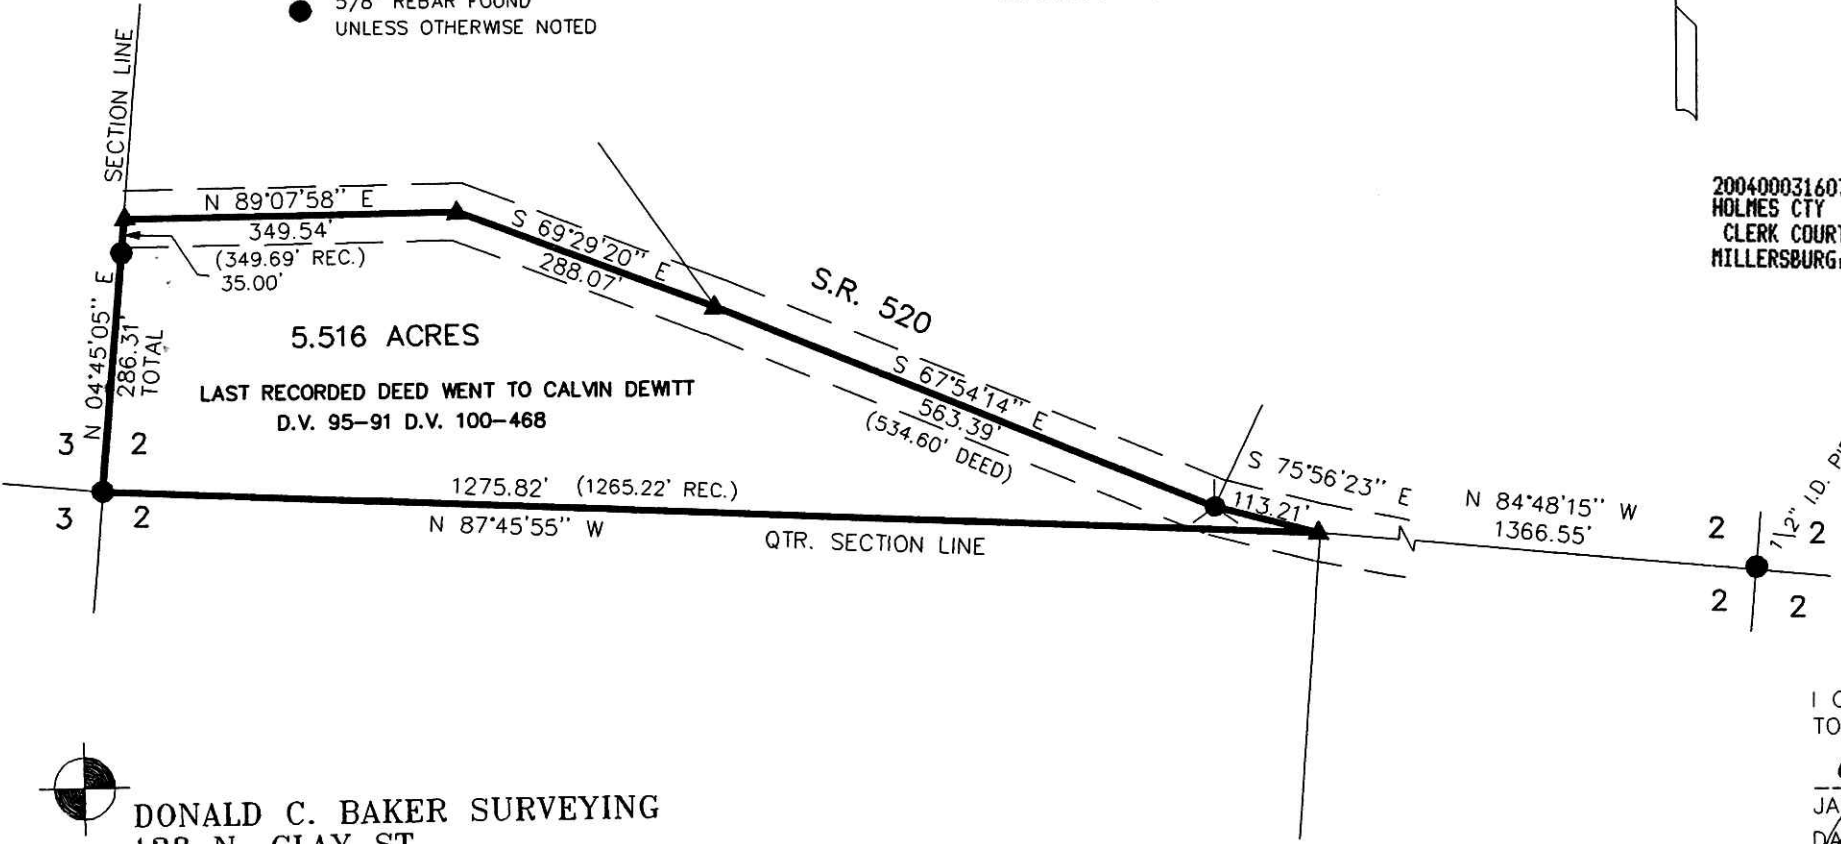 5/8" REBAR FOUND
UNLESS OTHERWISE NOTED
SECTION LINE
HOLMES CTY
N 89°07'58" E
349.54'
(349.69' REC.)
35.00'
S 69°29'20" E
288.07'
S.R. 520
N 04°45'05" E
286.31'
TOTAL
5.516 ACRES
LAST RECORDED DEED WENT TO CALVIN DEWITT
D.V. 95-91 D.V. 100-468
S 67°54'14" E
563.39'
(534.60' DEED)
3 2
3 2
1275.82' (1265.22' REC.)
N 87°45'55" W
QTR. SECTION LINE
S 75°56'23" E
113.21'
N 84°48'15" W
1366.55'
2 2
2 2
I.D.
DONALD C. BAKER SURVEYING
N. CLAY ST.